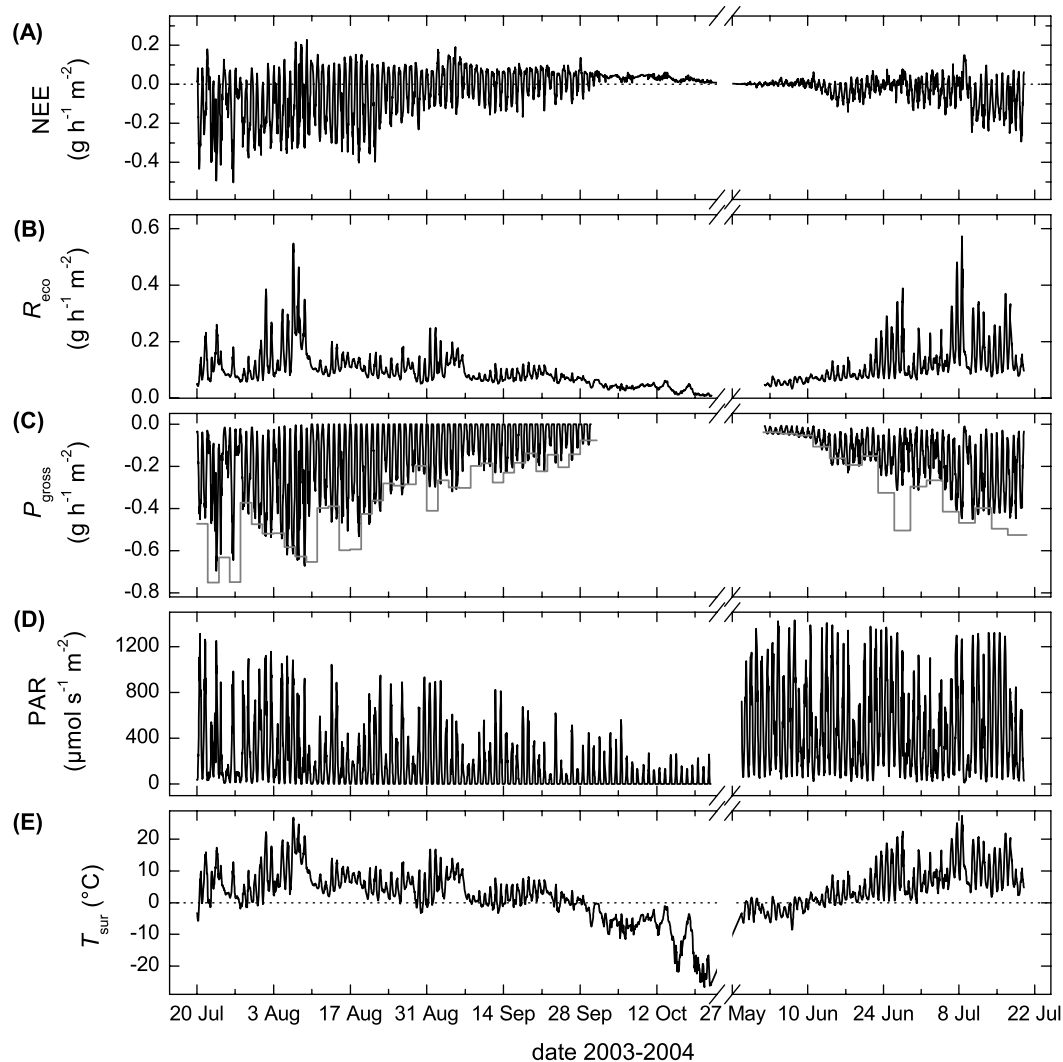 (A)
NEE
(g h⁻¹ m⁻²)
0.2
0.0
-0.2
-0.4
(B)
R eco
(g h⁻¹ m⁻²)
0.6
0.4
0.2
0.0
(C)
P gross
(g h⁻¹ m⁻²)
0.0
-0.2
-0.4
-0.6
-0.8
(D)
PAR
(µmol s⁻¹ m⁻²)
1200
800
400
0
(E)
T sur (°C)
20
10
0
-10
-20
20 Jul 3 Aug 17 Aug 31 Aug 14 Sep 28 Sep 12 Oct 27 May 10 Jun 24 Jun 8 Jul 22 Jul
date 2003-2004